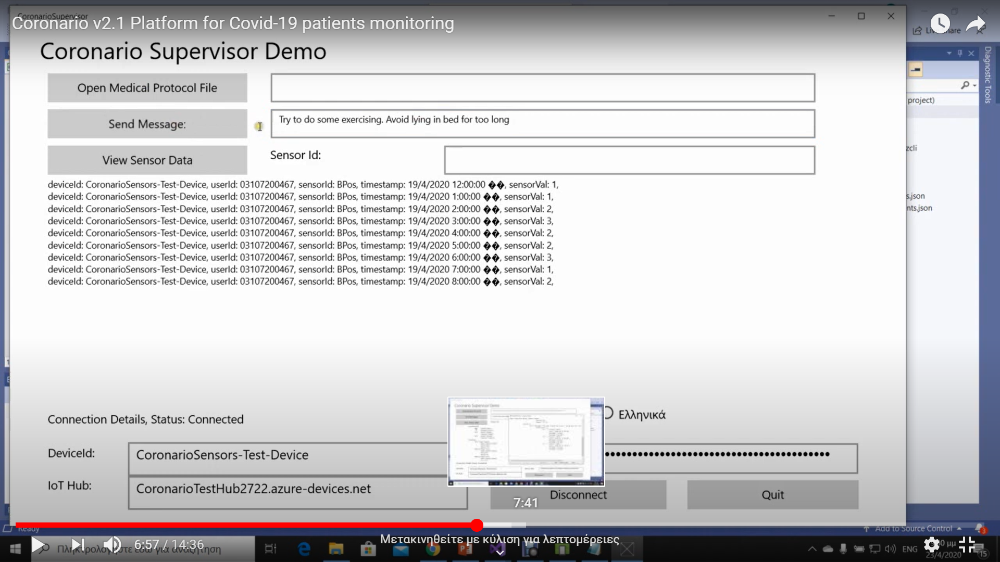 CoronarioSupervisor
Coronario v2.1 Platform for Covid-19 patients monitoring
Coronario Supervisor Demo
Open Medical Protocol File
Send Message:
Try to do some exercising. Avoid lying in bed for too long
View Sensor Data
Sensor Id:
deviceId: CoronarioSensors-Test-Device, userId: 03107200467, sensorId: BPos, timestamp: 19/4/2020 12:00:00 ��, sensorVal: 1,
deviceId: CoronarioSensors-Test-Device, userId: 03107200467, sensorId: BPos, timestamp: 19/4/2020 1:00:00 ��, sensorVal: 1,
deviceId: CoronarioSensors-Test-Device, userId: 03107200467, sensorId: BPos, timestamp: 19/4/2020 2:00:00 ��, sensorVal: 2,
deviceId: CoronarioSensors-Test-Device, userId: 03107200467, sensorId: BPos, timestamp: 19/4/2020 3:00:00 ��, sensorVal: 3,
deviceId: CoronarioSensors-Test-Device, userId: 03107200467, sensorId: BPos, timestamp: 19/4/2020 4:00:00 ��, sensorVal: 2,
deviceId: CoronarioSensors-Test-Device, userId: 03107200467, sensorId: BPos, timestamp: 19/4/2020 5:00:00 ��, sensorVal: 2,
deviceId: CoronarioSensors-Test-Device, userId: 03107200467, sensorId: BPos, timestamp: 19/4/2020 6:00:00 ��, sensorVal: 3,
deviceId: CoronarioSensors-Test-Device, userId: 03107200467, sensorId: BPos, timestamp: 19/4/2020 7:00:00 ��, sensorVal: 1,
deviceId: CoronarioSensors-Test-Device, userId: 03107200467, sensorId: BPos, timestamp: 19/4/2020 8:00:00 ��, sensorVal: 2,
Diagnostic Tools
project)
zcli
s.json
nts.json
Connection Details, Status: Connected
Ελληνικά
DeviceId:
CoronarioSensors-Test-Device
IoT Hub:
CoronarioTestHub2722.azure-devices.net
Disconnect
Quit
7:41
Ready
Add to Source Control
3
6:57 / 14:36
Μετακινηθείτε με κύλιση για λεπτομέρειες
ENG
μμ
23/4/2020
15